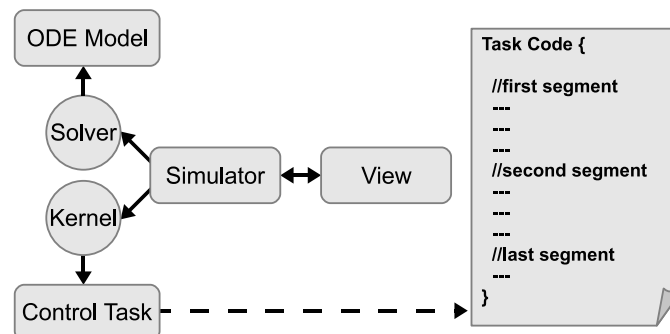 ODE Model
Solver
Simulator
View
Kernel
Control Task
Task Code {
//first segment
---
---
---
//second segment
---
---
---
//last segment
---
}